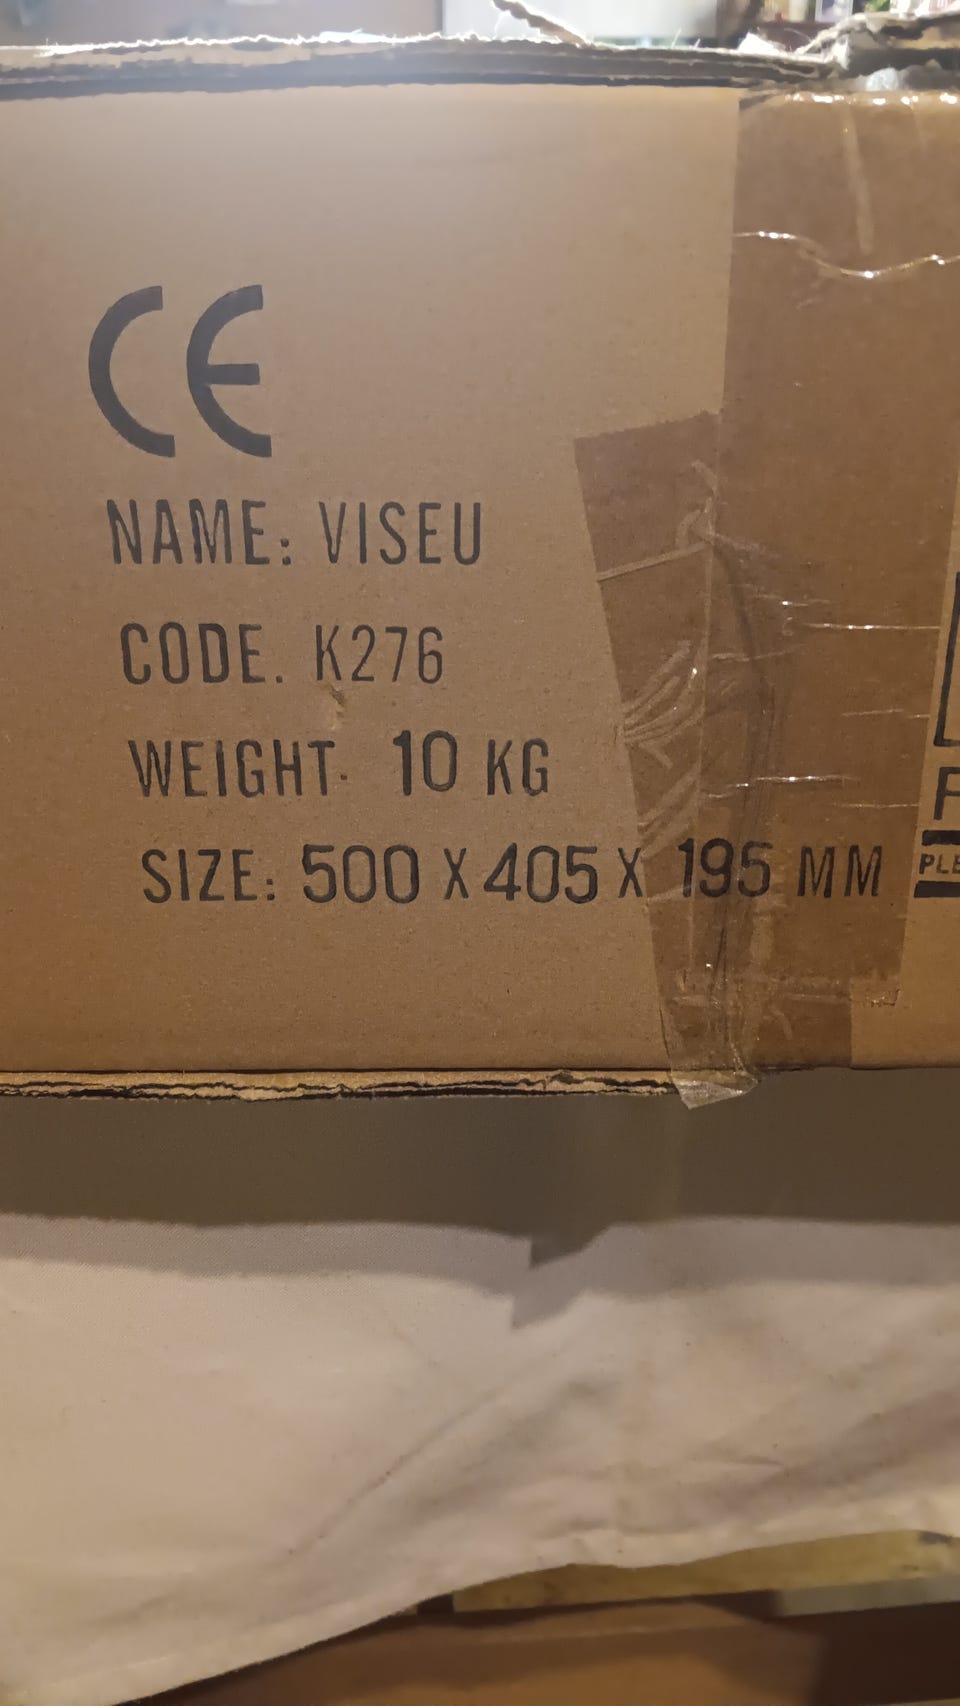 CE
NAME: VISEU
CODE. K276
WEIGHT. 10 KG
SIZE: 500 X 405 X 195 MM